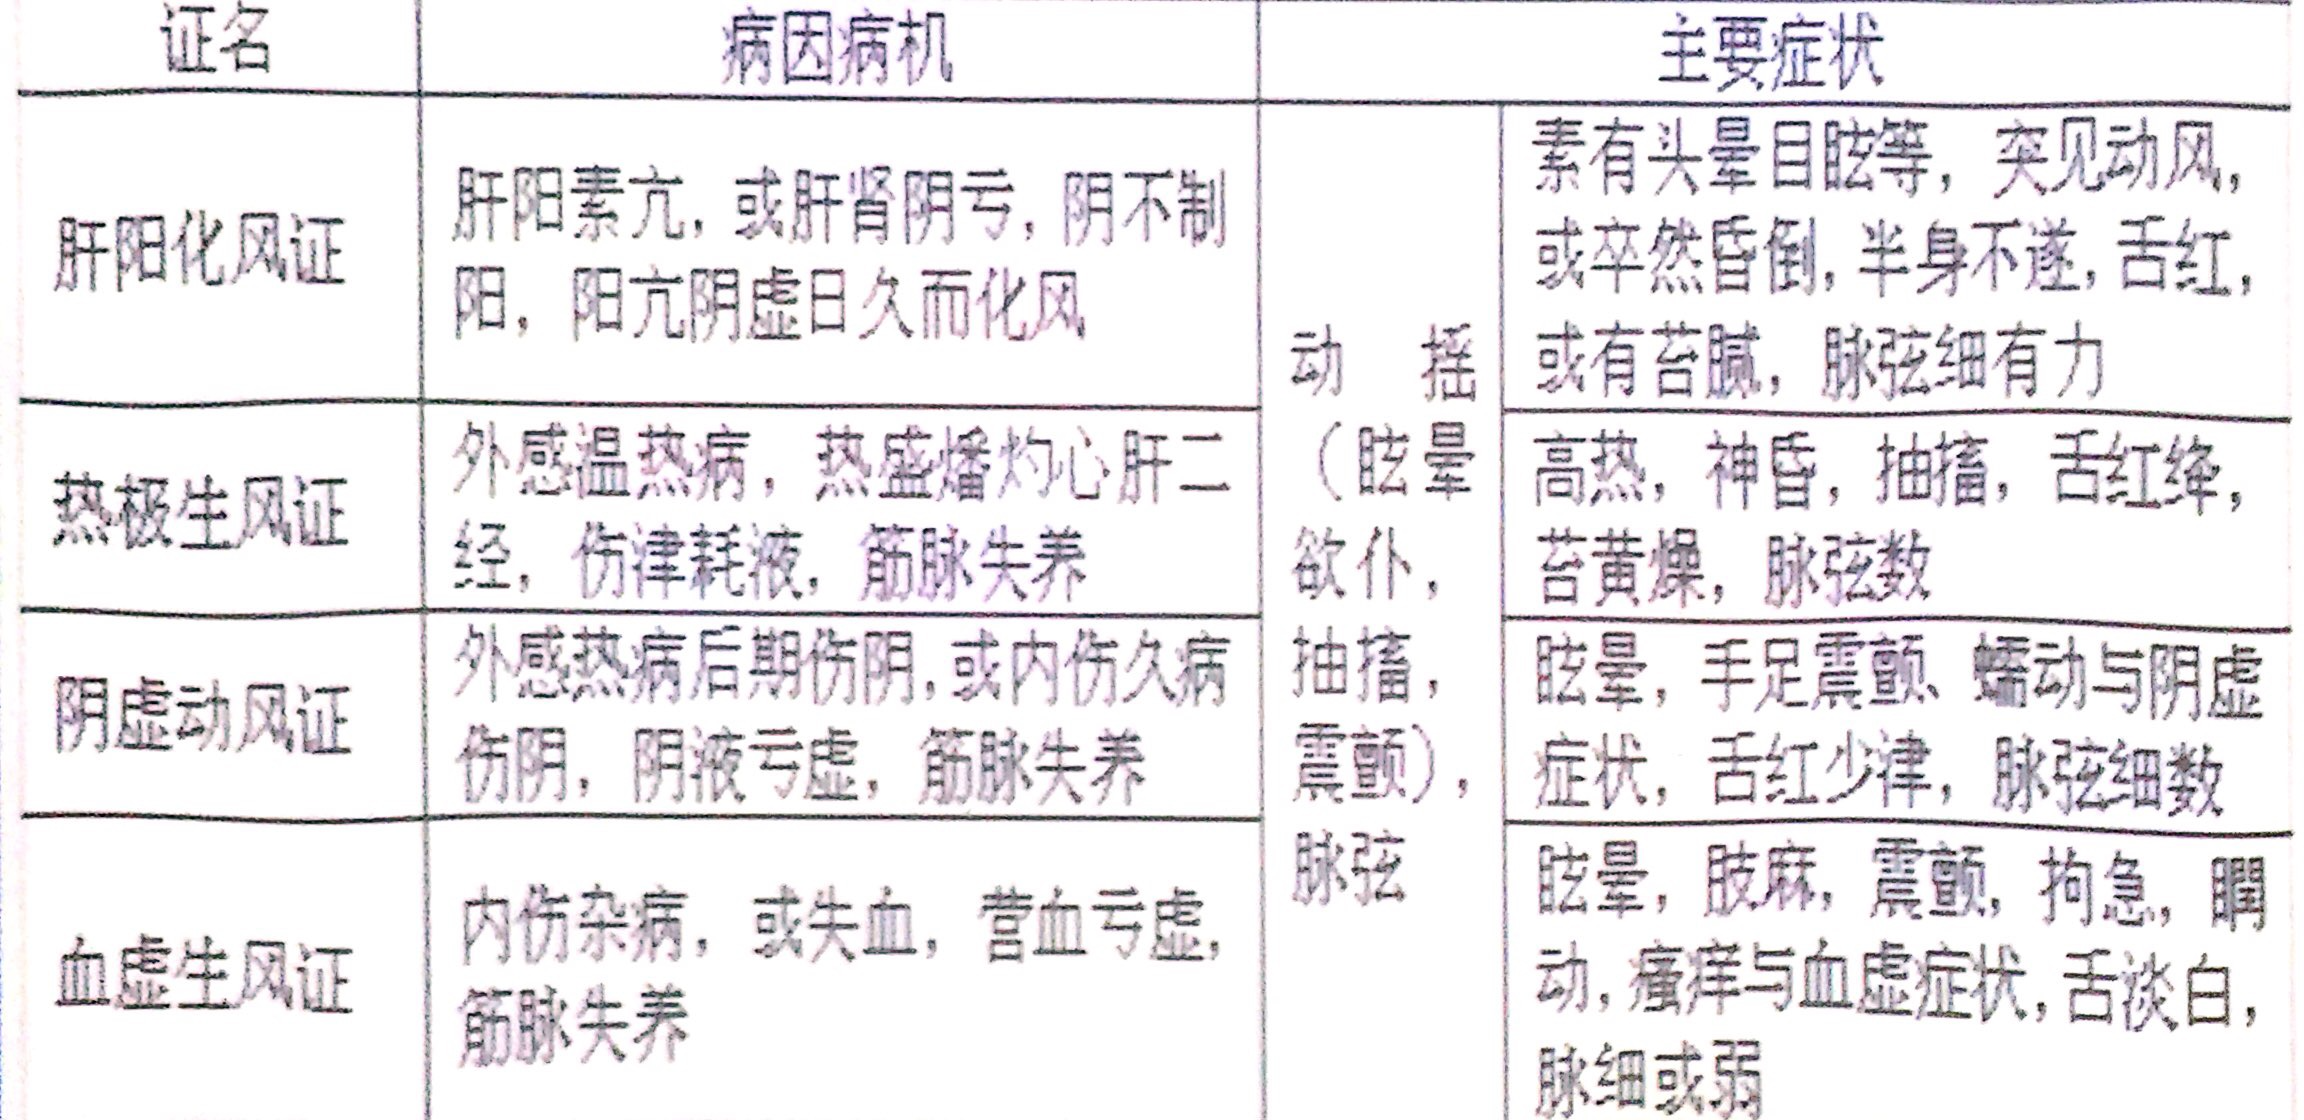 证名
病因病机
主要症状
肝阳化风证
肝阳素亢，或肝肾阴亏，阴不制
阳，阳亢阴虚日久而化风
动摇
（眩晕
欲仆，
抽搐，
震颤），
脉弦
素有头晕目眩等，突见动风，
或卒然昏倒，半身不遂，舌红，
或有苔腻，脉弦细有力
热极生风证
外感温热病，热盛燔灼心肝二
经，伤津耗液，筋脉失养
高热，神昏，抽搐，舌红绛，
苔黄燥，脉弦数
阴虚动风证
外感热病后期伤阴，或内伤久病
伤阴，阴液亏虚，筋脉失养
眩晕，手足震颤、蠕动与阴虚
症状，舌红少津，脉弦细数
血虚生风证
内伤杂病，或失血，营血亏虚，
筋脉失养
眩晕，肢麻，震颤，拘急，瞤
动，瘙痒与血虚症状，舌淡白，
脉细或弱